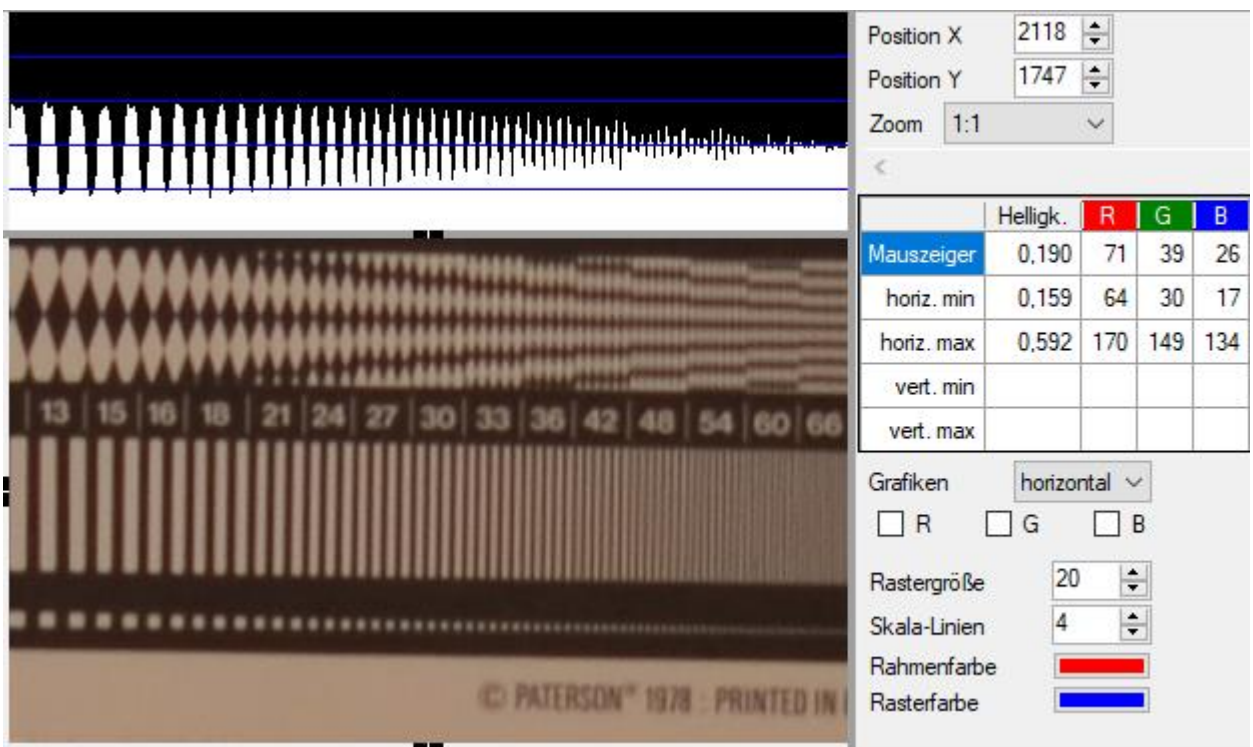 Position X 2118
Position Y 1747
Zoom 1:1
Helligk. R G B
Mauszeiger 0,190 71 39 26
horiz. min 0,159 64 30 17
horiz. max 0,592 170 149 134
vert. min
vert. max
13 15 16 18 21 24 27 30 33 36 42 48 54 60 66
Grafiken horizontal
R G B
Rastergröße 20
Skala-Linien 4
Rahmenfarbe
Rasterfarbe
© PATERSON® 1978 : PRINTED IN